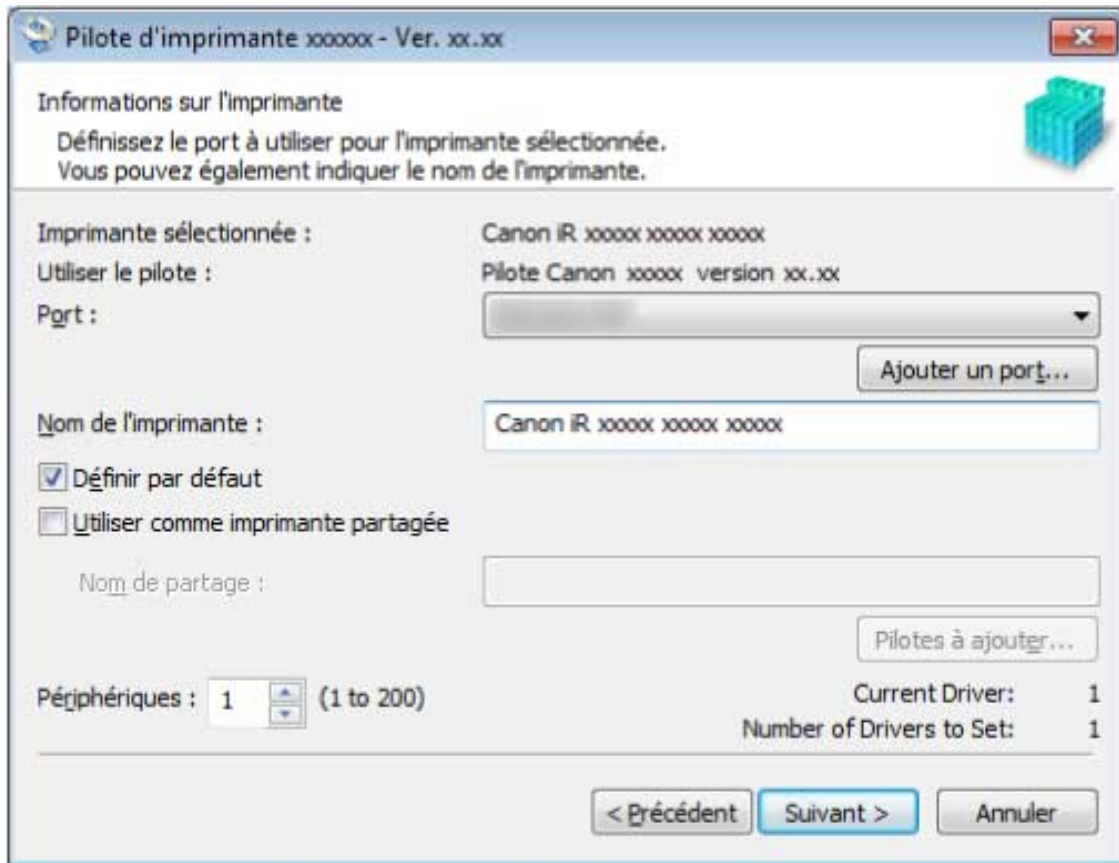 Pilote d'imprimante xxxxxx - Ver. xx.xx
Informations sur l'imprimante
Définissez le port à utiliser pour l'imprimante sélectionnée.
Vous pouvez également indiquer le nom de l'imprimante.
Imprimante sélectionnée : Canon iR xxxxx xxxxx xxxxx
Utiliser le pilote : Pilote Canon xxxxx version xx.xx
Port :
Ajouter un port...
Nom de l'imprimante : Canon iR xxxxx xxxxx xxxxx
Définir par défaut
Utiliser comme imprimante partagée
Nom de partage :
Pilotes à ajouter...
Périphériques : 1 (1 to 200) Current Driver: 1
Number of Drivers to Set: 1
< Précédent Suivant > Annuler